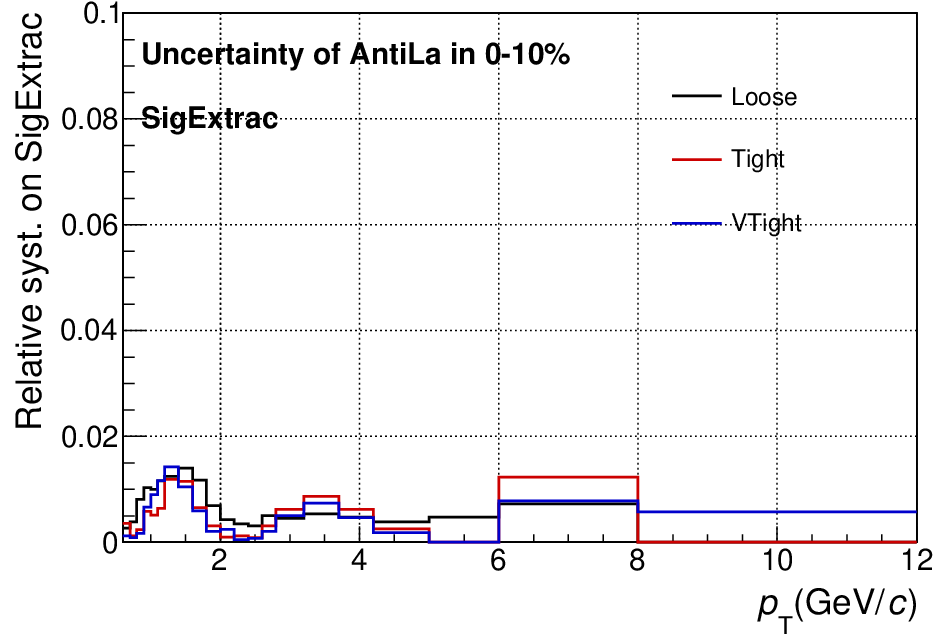 Uncertainty of AntiLa in 0-10%
SigExtrac
Loose
Tight
VTight
Relative syst. on SigExtrac
0.1
0.08
0.06
0.04
0.02
0
2
4
6
8
10
12
pT(GeV/c)